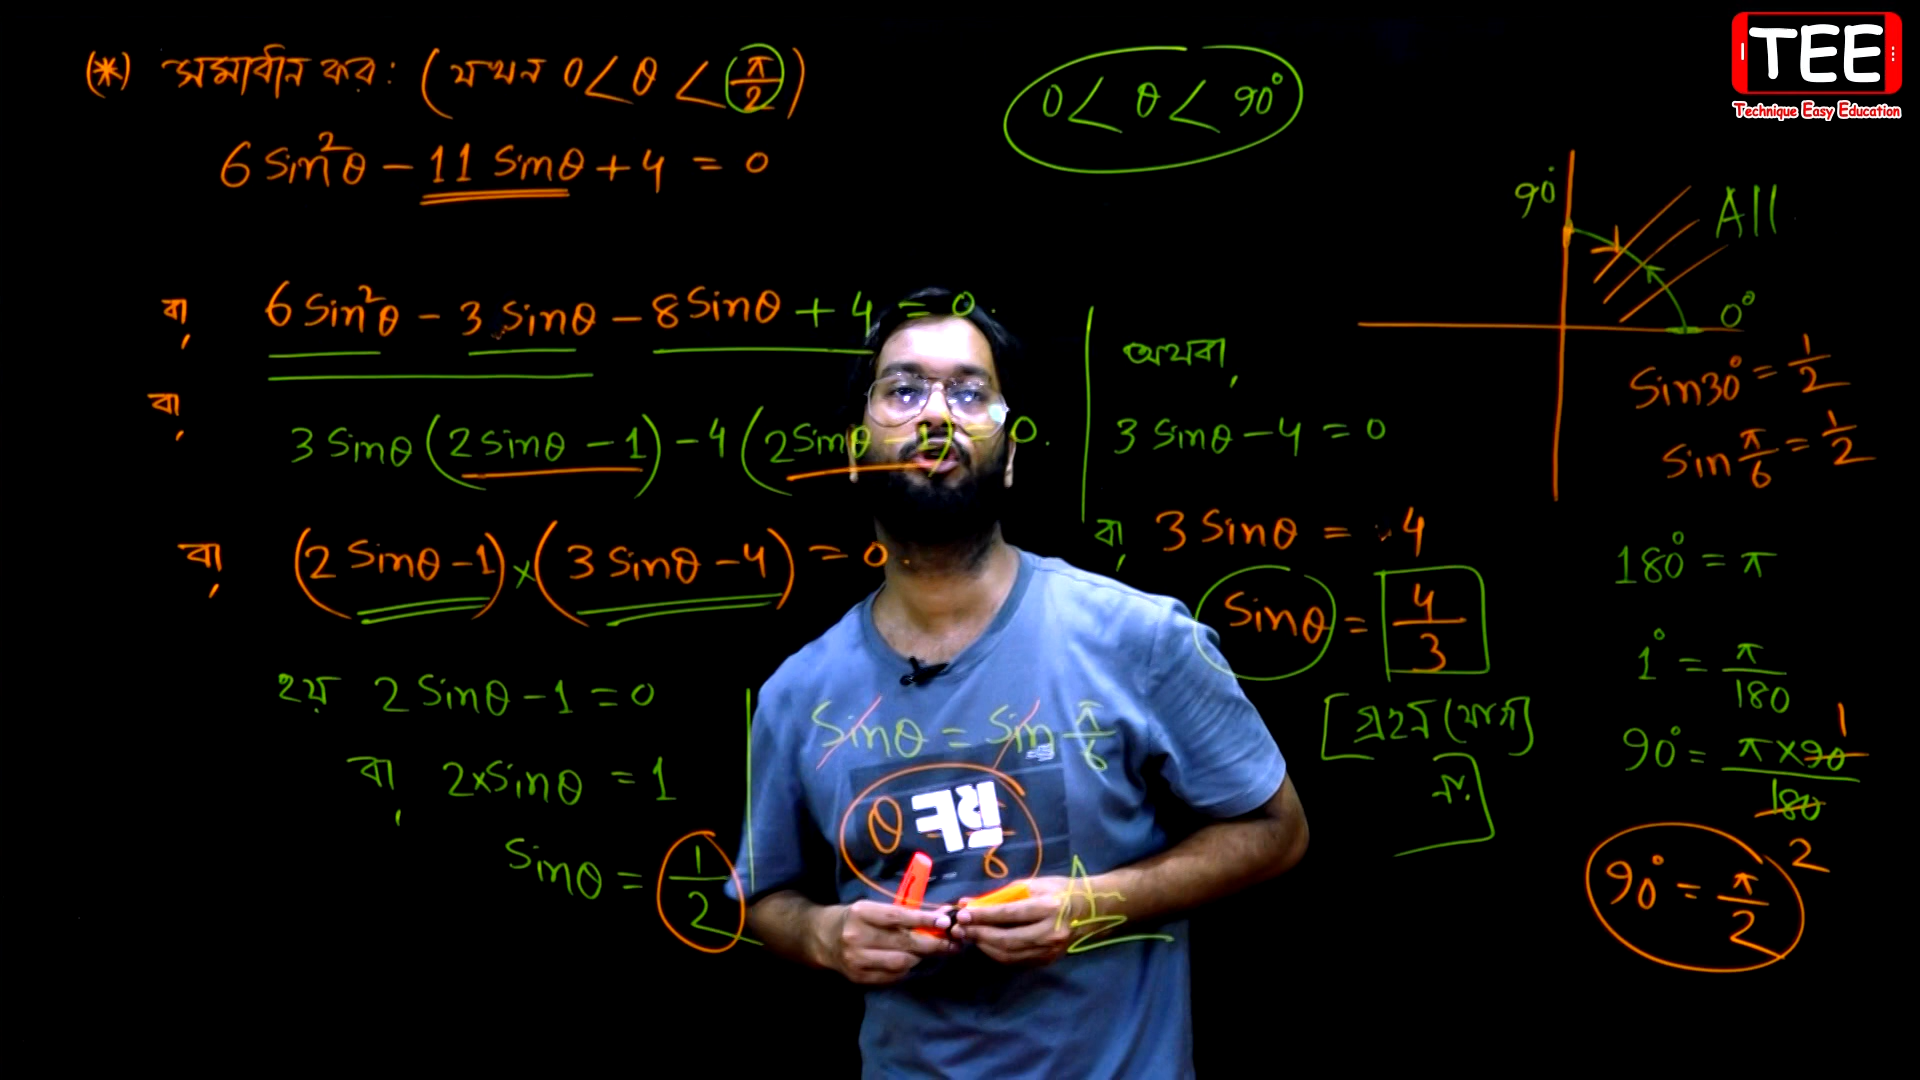 TEE
Technique Easy Education
(*) সমাধান কর: (যখন 0 < θ < π/2)
0 < θ < 90°
6 Sin²θ - 11 Sinθ + 4 = 0
বা, 6 Sin²θ - 3 Sinθ - 8 Sinθ + 4 = 0.
বা, 3 Sinθ (2 Sinθ - 1) - 4 (2 Sinθ - 1) = 0.
বা, (2 Sinθ - 1) × (3 Sinθ - 4) = 0.
হয় 2 Sinθ - 1 = 0
বা, 2 × Sinθ = 1
Sinθ = 1/2
Sinθ = Sin π/6
θ
6
অথবা,
3 Sinθ - 4 = 0
বা, 3 Sinθ = 4
Sinθ = 4/3
[গ্রহন যোগ্য
নয়]
90°
All
0°
Sin30° = 1/2
Sin π/6 = 1/2
180° = π
1° = π/180
90° = π × 90/180
1
2
90° = π/2